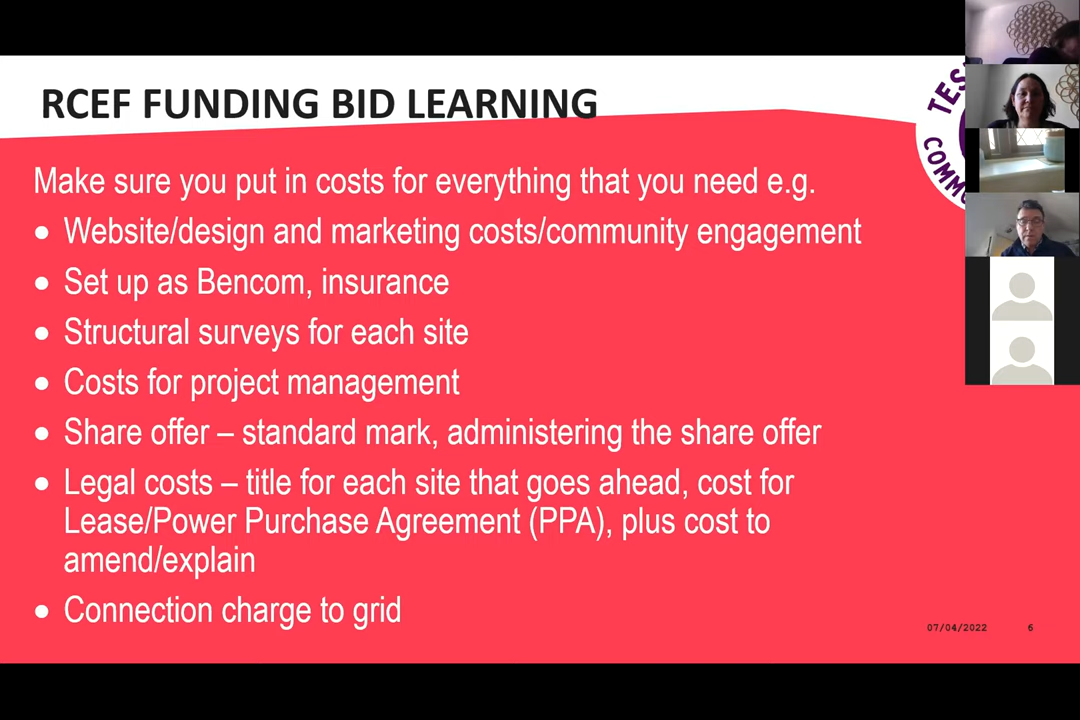 RCEF FUNDING BID LEARNING
Make sure you put in costs for everything that you need e.g.
• Website/design and marketing costs/community engagement
• Set up as Bencom, insurance
• Structural surveys for each site
• Costs for project management
• Share offer – standard mark, administering the share offer
• Legal costs – title for each site that goes ahead, cost for
Lease/Power Purchase Agreement (PPA), plus cost to
amend/explain
• Connection charge to grid
07/04/2022 6